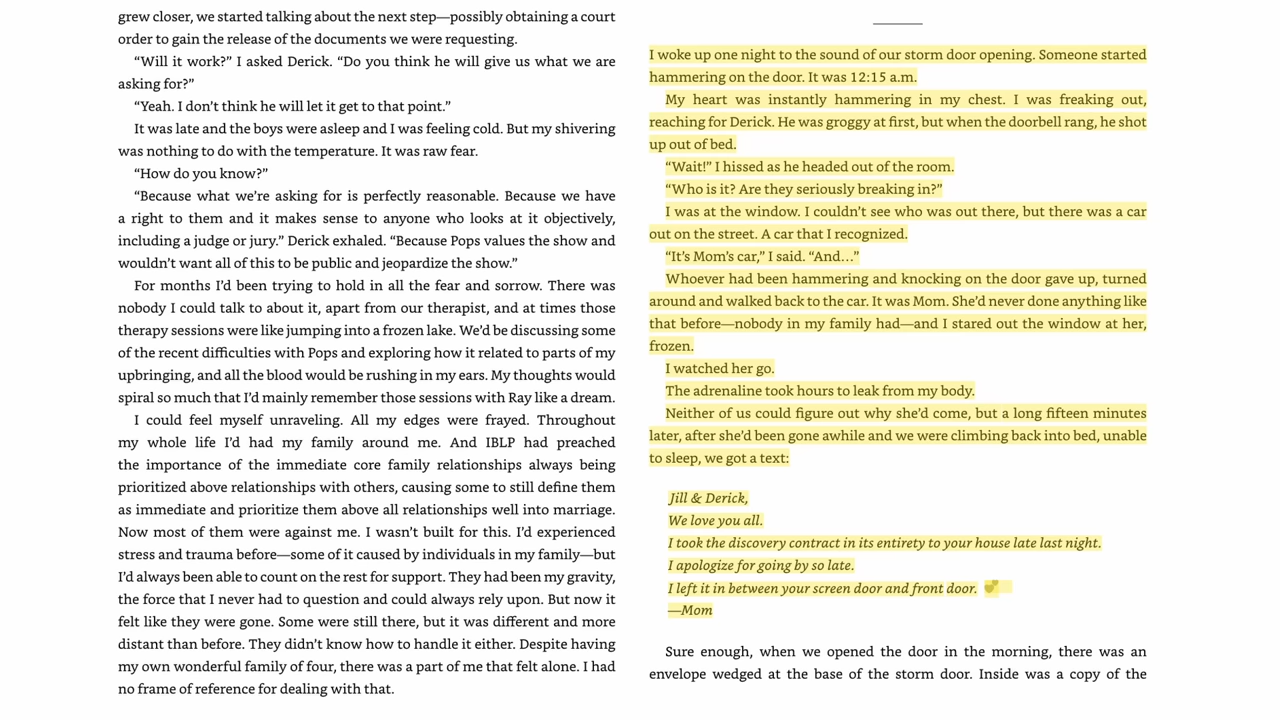 grew closer, we started talking about the next step—possibly obtaining a court
order to gain the release of the documents we were requesting.
“Will it work?” I asked Derick. “Do you think he will give us what we are
asking for?”
“Yeah. I don’t think he will let it get to that point.”
It was late and the boys were asleep and I was feeling cold. But my shivering
was nothing to do with the temperature. It was raw fear.
“How do you know?”
“Because what we’re asking for is perfectly reasonable. Because we have
a right to them and it makes sense to anyone who looks at it objectively,
including a judge or jury.” Derick exhaled. “Because Pops values the show and
wouldn’t want all of this to be public and jeopardize the show.”
For months I’d been trying to hold in all the fear and sorrow. There was
nobody I could talk to about it, apart from our therapist, and at times those
therapy sessions were like jumping into a frozen lake. We’d be discussing some
of the recent difficulties with Pops and exploring how it related to parts of my
upbringing, and all the blood would be rushing in my ears. My thoughts would
spiral so much that I’d mainly remember those sessions with Ray like a dream.
I could feel myself unraveling. All my edges were frayed. Throughout
my whole life I’d had my family around me. And IBLP had preached
the importance of the immediate core family relationships always being
prioritized above relationships with others, causing some to still define them
as immediate and prioritize them above all relationships well into marriage.
Now most of them were against me. I wasn’t built for this. I’d experienced
stress and trauma before—some of it caused by individuals in my family—but
I’d always been able to count on the rest for support. They had been my gravity,
the force that I never had to question and could always rely upon. But now it
felt like they were gone. Some were still there, but it was different and more
distant than before. They didn’t know how to handle it either. Despite having
my own wonderful family of four, there was a part of me that felt alone. I had
no frame of reference for dealing with that.
I woke up one night to the sound of our storm door opening. Someone started
hammering on the door. It was 12:15 a.m.
My heart was instantly hammering in my chest. I was freaking out,
reaching for Derick. He was groggy at first, but when the doorbell rang, he shot
up out of bed.
“Wait!” I hissed as he headed out of the room.
“Who is it? Are they seriously breaking in?”
I was at the window. I couldn’t see who was out there, but there was a car
out on the street. A car that I recognized.
“It’s Mom’s car,” I said. “And…”
Whoever had been hammering and knocking on the door gave up, turned
around and walked back to the car. It was Mom. She’d never done anything like
that before—nobody in my family had—and I stared out the window at her,
frozen.
I watched her go.
The adrenaline took hours to leak from my body.
Neither of us could figure out why she’d come, but a long fifteen minutes
later, after she’d been gone awhile and we were climbing back into bed, unable
to sleep, we got a text:
Jill & Derick,
We love you all.
I took the discovery contract in its entirety to your house late last night.
I apologize for going by so late.
I left it in between your screen door and front door. 💕
—Mom
Sure enough, when we opened the door in the morning, there was an
envelope wedged at the base of the storm door. Inside was a copy of the